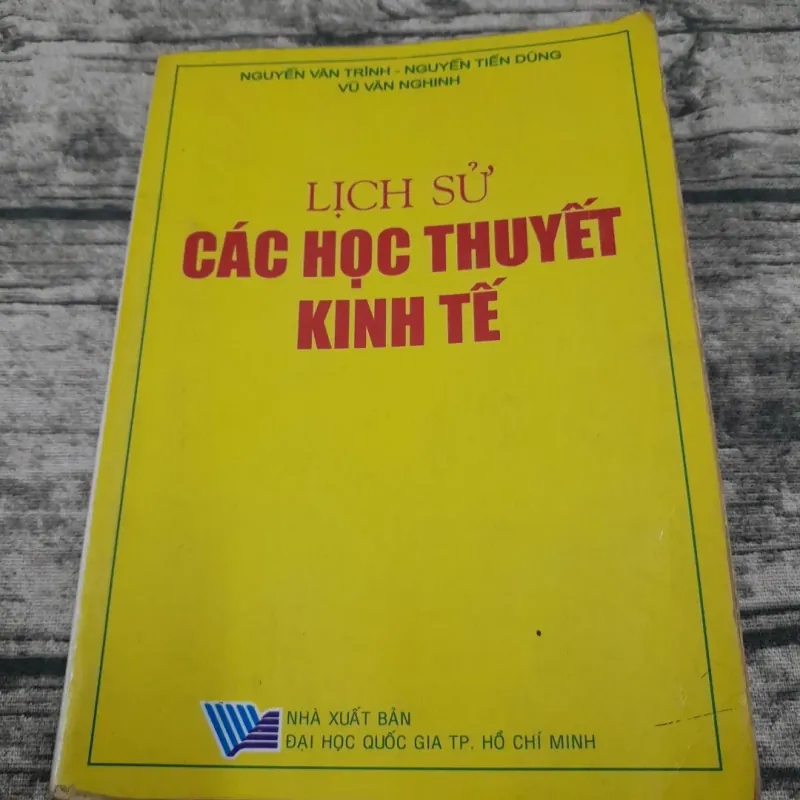 NGUYỄN VĂN TRÌNH - NGUYỄN TIẾN DŨNG
VŨ VĂN NGHINH
LỊCH SỬ
CÁC HỌC THUYẾT
KINH TẾ
NHÀ XUẤT BẢN
ĐẠI HỌC QUỐC GIA TP. HỒ CHÍ MINH